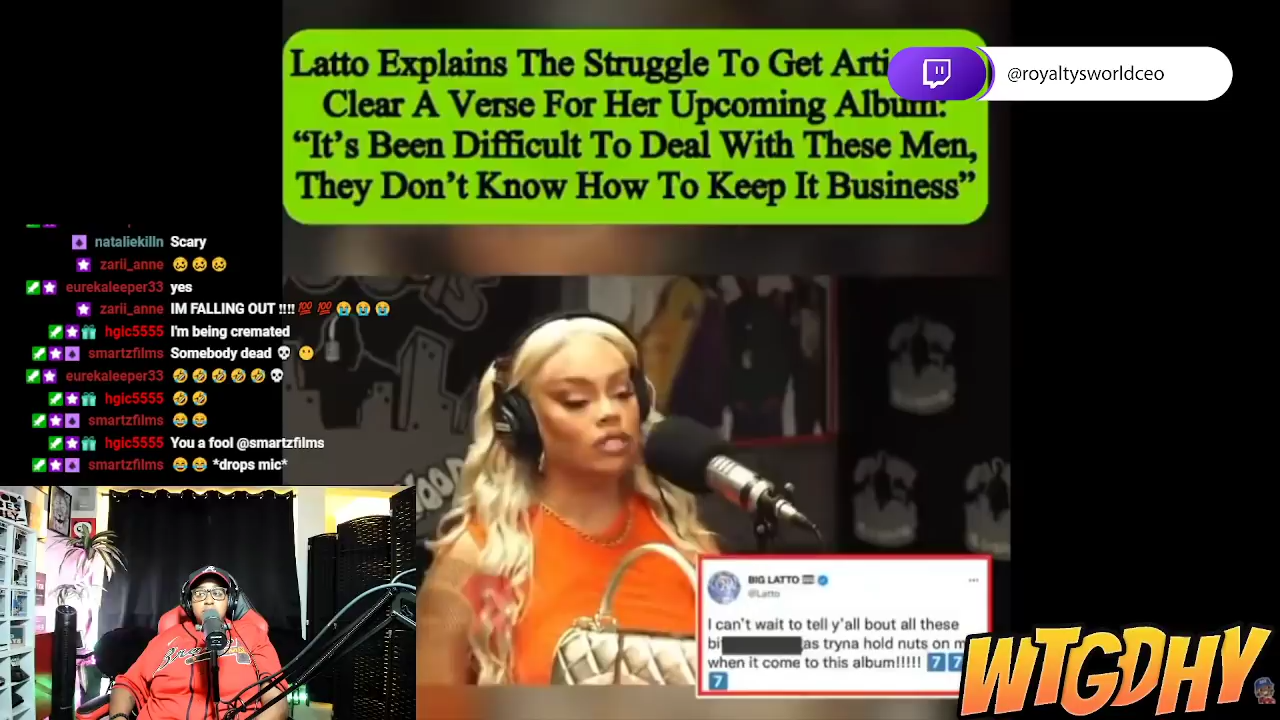 Latto Explains The Struggle To Get
Clear A Verse For Her Upcoming Album:
“It’s Been Difficult To Deal With These Men,
They Don’t Know How To Keep It Business”
@royaltysworldceo
nataliekilln Scary
zarii_anne 🥴 🥴 🥴
eurekaleeper33 yes
zarii_anne IM FALLING OUT !!!! 💯 💯 😭 😭 😭
hgic5555 I'm being cremated
smartzfilms Somebody dead 💀 😶
eurekaleeper33 🤣 🤣 🤣 🤣 🤣 💀
hgic5555 🤣 🤣
smartzfilms 😂 😂
hgic5555 You a fool @smartzfilms
smartzfilms 😂 😂 *drops mic*
BIG LATTO
@Latto
I can’t wait to tell y’all bout all these
bi as tryna hold nuts on
when it come to this album!!!!! 7 7
7
WTGDHY